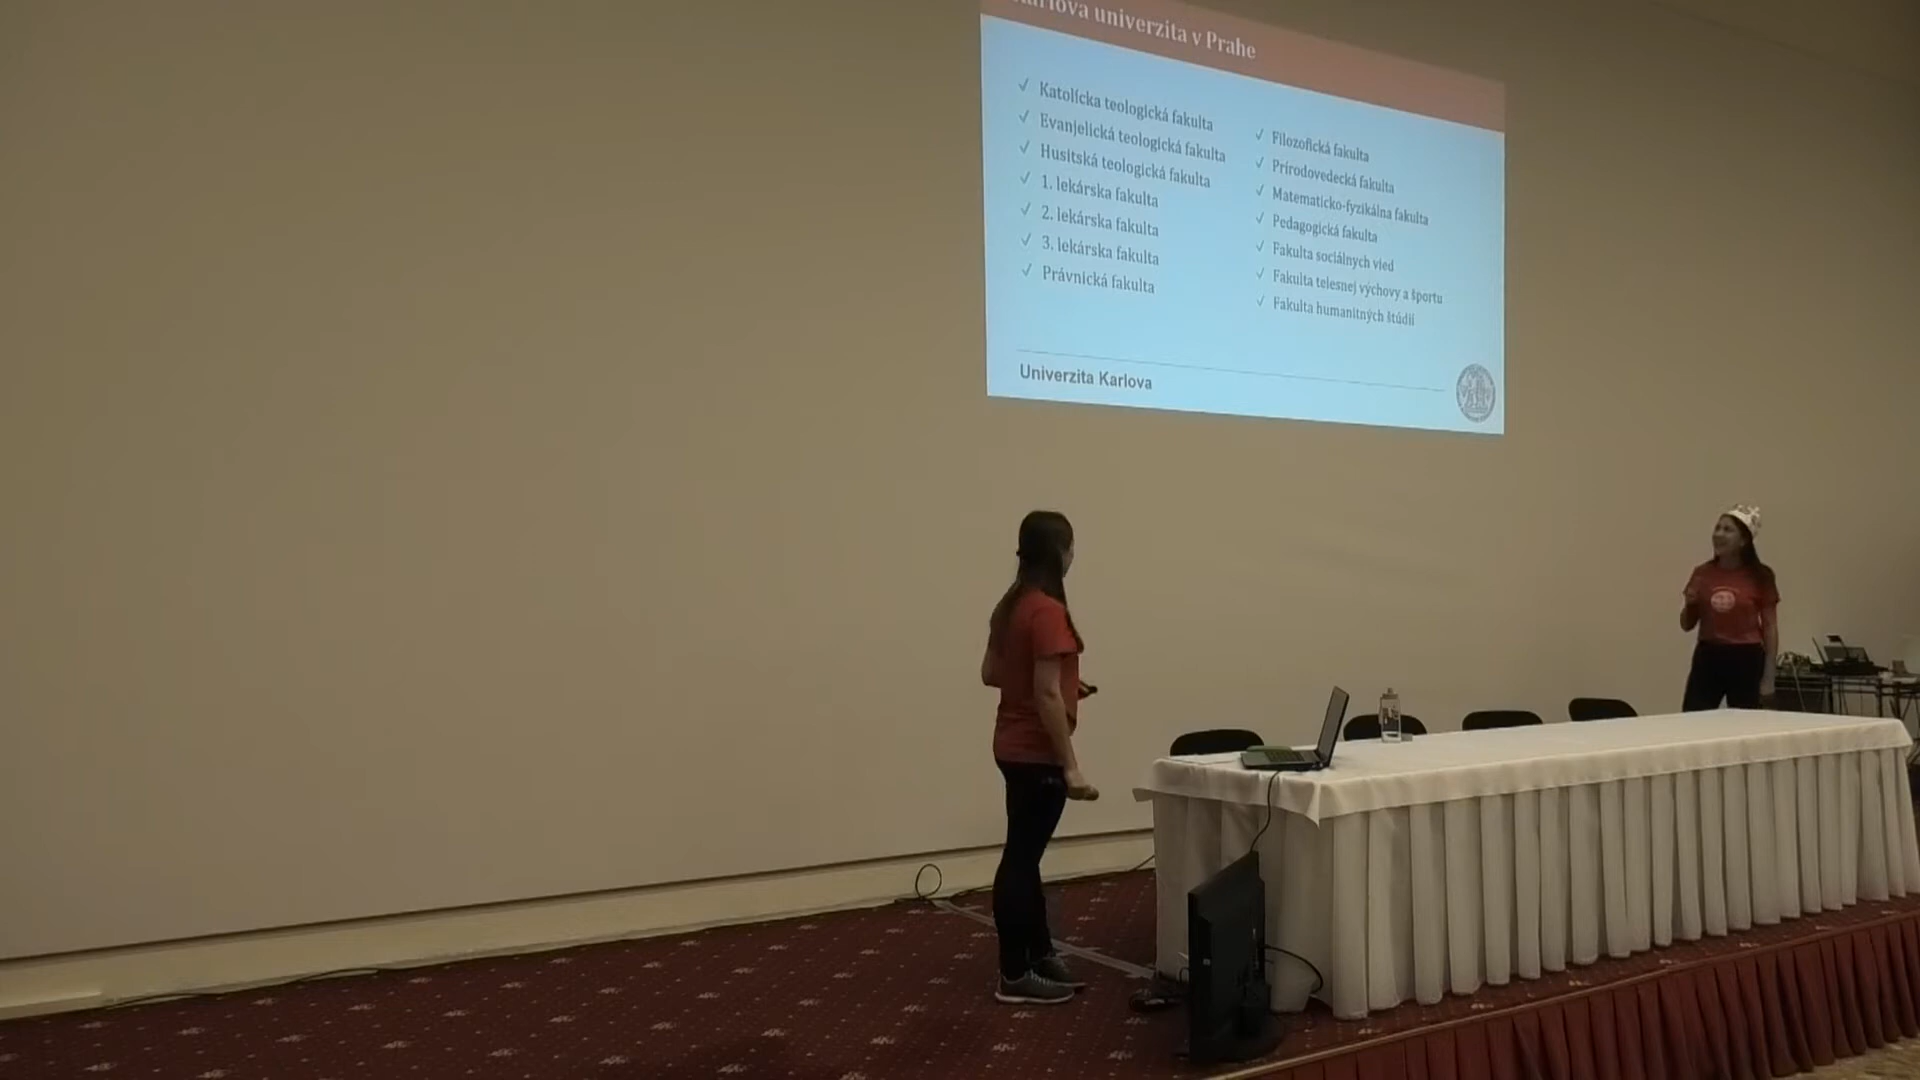 Karlova univerzita v Prahe
✓ Katolícka teologická fakulta
✓ Evanjelická teologická fakulta
✓ Husitská teologická fakulta
✓ 1. lekárska fakulta
✓ 2. lekárska fakulta
✓ 3. lekárska fakulta
✓ Právnická fakulta
✓ Filozofická fakulta
✓ Prírodovedecká fakulta
✓ Matematicko-fyzikálna fakulta
✓ Pedagogická fakulta
✓ Fakulta sociálnych vied
✓ Fakulta telesnej výchovy a športu
✓ Fakulta humanitných štúdií
Univerzita Karlova